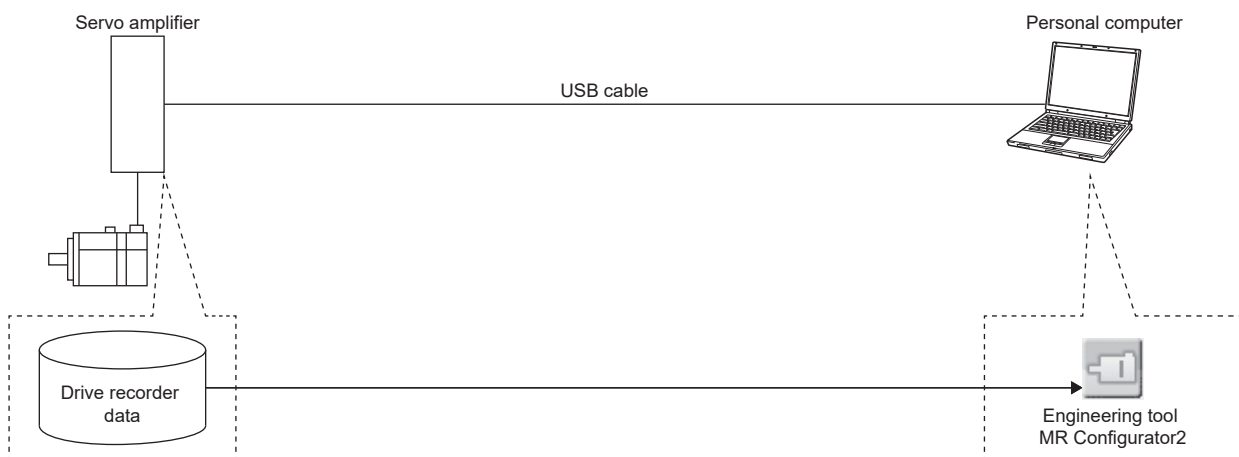 Servo amplifier
Personal computer
USB cable
Drive recorder
data
Engineering tool
MR Configurator2